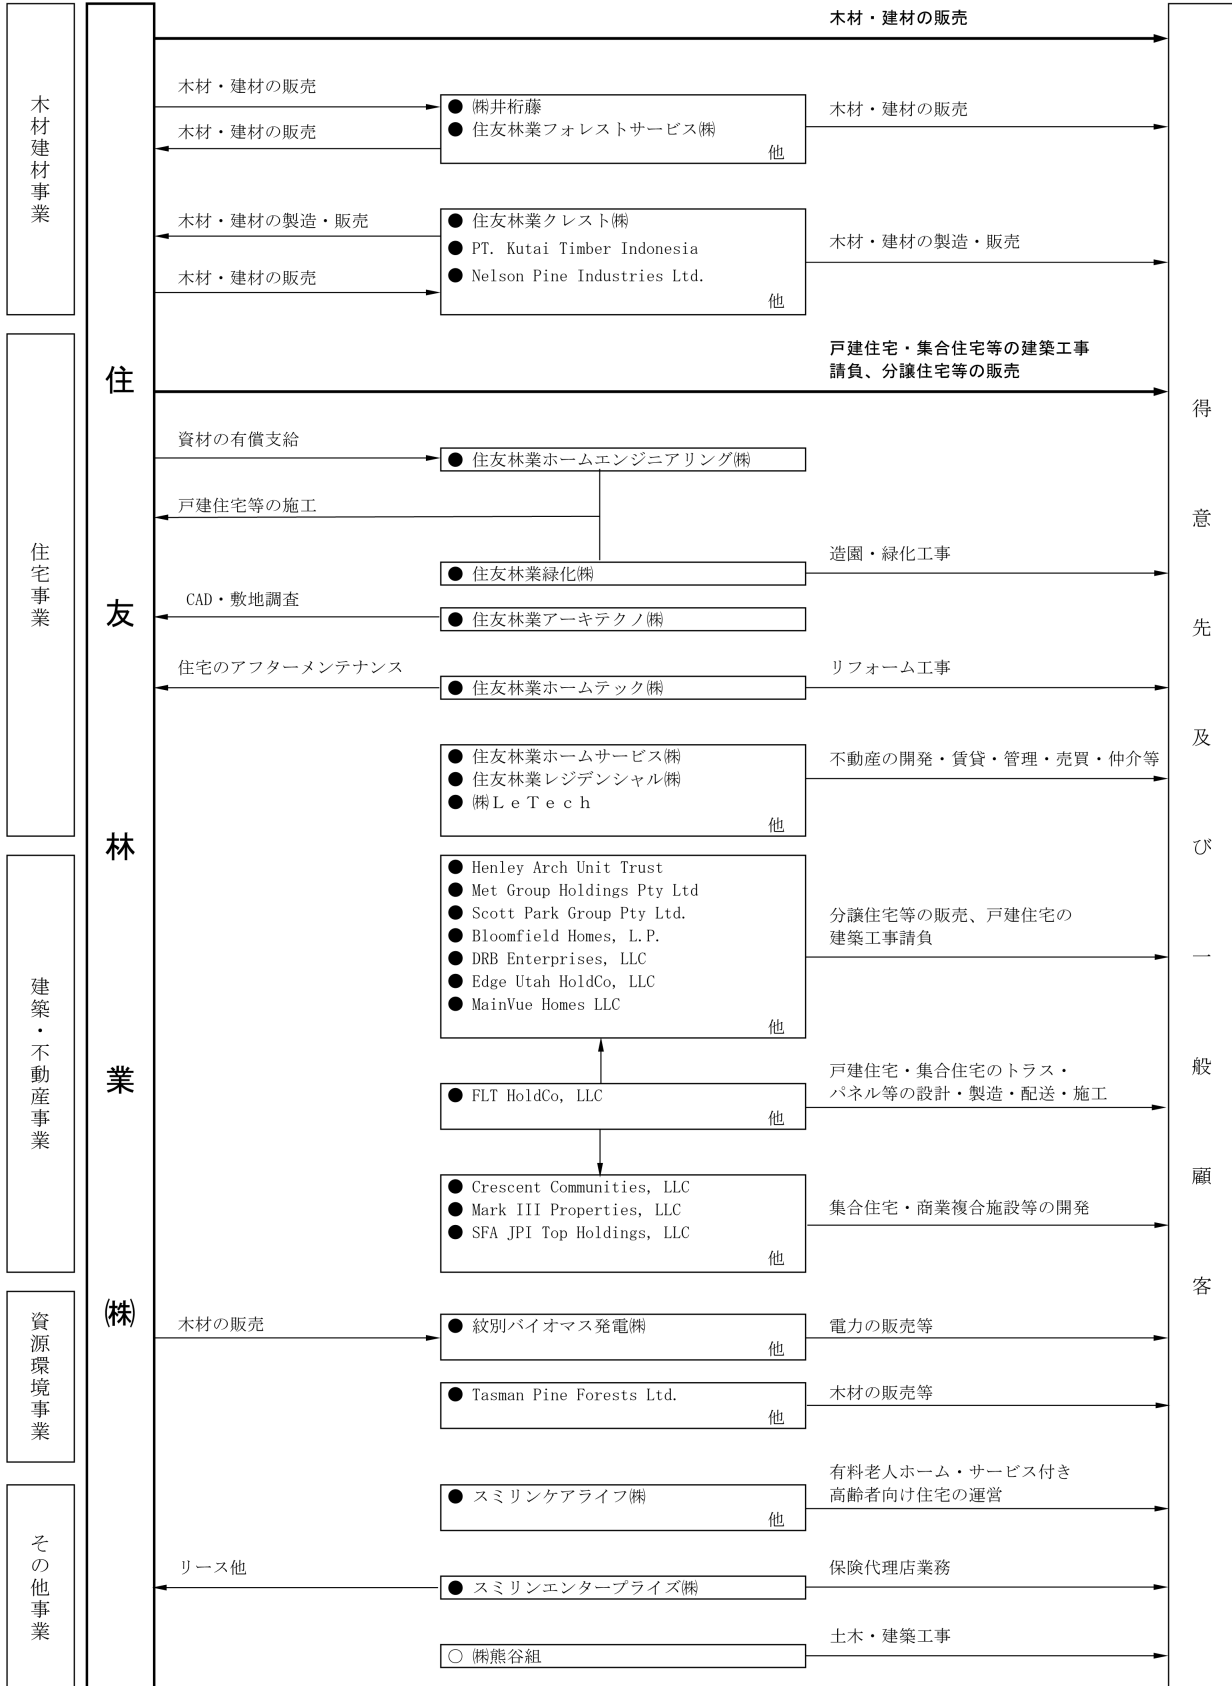 木材建材事業
住宅事業
建築・不動産事業
資源環境事業
その他事業
住友林業㈱
木材・建材の販売
木材・建材の販売
木材・建材の販売
● ㈱井桁藤
● 住友林業フォレストサービス㈱
他
木材・建材の販売
木材・建材の製造・販売
木材・建材の販売
● 住友林業クレスト㈱
● PT. Kutai Timber Indonesia
● Nelson Pine Industries Ltd.
他
木材・建材の製造・販売
戸建住宅・集合住宅等の建築工事
請負、分譲住宅等の販売
資材の有償支給
● 住友林業ホームエンジニアリング㈱
戸建住宅等の施工
● 住友林業緑化㈱
造園・緑化工事
CAD・敷地調査
● 住友林業アーキテクノ㈱
住宅のアフターメンテナンス
● 住友林業ホームテック㈱
リフォーム工事
● 住友林業ホームサービス㈱
● 住友林業レジデンシャル㈱
● ㈱ＬｅＴｅｃｈ
他
不動産の開発・賃貸・管理・売買・仲介等
● Henley Arch Unit Trust
● Met Group Holdings Pty Ltd
● Scott Park Group Pty Ltd.
● Bloomfield Homes, L.P.
● DRB Enterprises, LLC
● Edge Utah HoldCo, LLC
● MainVue Homes LLC
他
分譲住宅等の販売、戸建住宅の
建築工事請負
● FLT HoldCo, LLC
他
戸建住宅・集合住宅のトラス・
パネル等の設計・製造・配送・施工
● Crescent Communities, LLC
● Mark III Properties, LLC
● SFA JPI Top Holdings, LLC
他
集合住宅・商業複合施設等の開発
木材の販売
● 紋別バイオマス発電㈱
他
電力の販売等
● Tasman Pine Forests Ltd.
他
木材の販売等
● スミリンケアライフ㈱
他
有料老人ホーム・サービス付き
高齢者向け住宅の運営
リース他
● スミリンエンタープライズ㈱
保険代理店業務
○ ㈱熊谷組
土木・建築工事
得意先及び一般顧客